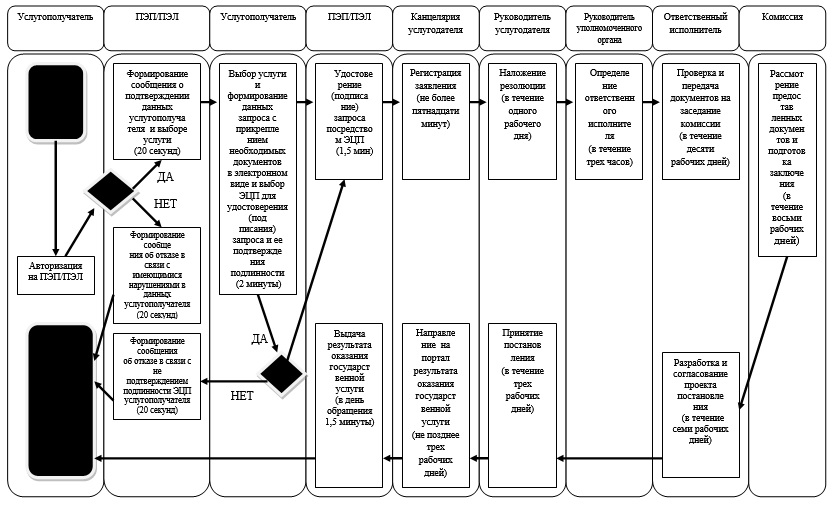 Услугополучатель
ПЭП/ПЭЛ
Услугополучатель
ПЭП/ПЭЛ
Канцелярия
услугодателя
Руководитель
услугодателя
Руководитель
уполномоченного
органа
Ответственный
исполнитель
Комиссия
Формирование
сообщения о
подтверждении
данных
услугополуча
теля и выборе
услуги
(20 секунд)
Выбор услуги
и
формирование
данных
запроса с
прикрепле
нием
необходимых
документов
в электронном
виде и выбор
ЭЦП для
удостоверения
(под
писания)
запроса и ее
подтвержде
ния
подлинности
(2 минуты)
Удостове
рение
(подписа
ние)
запроса
посредство
м ЭЦП
(1,5 мин)
Регистрация
заявления
(не более
пятнадцати
минут)
Наложение
резолюции
(в течение
одного
рабочего
дня)
Определе
ние
ответственн
ого
исполните
ля
(в течение
трех часов)
Проверка и
передача
документов на
заседание
комиссии
(в течение
десяти
рабочих дней)
Рассмот
рение
предос
тав
ленных
докумен
тов и
подготов
ка
заключе
ния
(в
течение
восьми
рабочих
дней)
ДА
НЕТ
Авторизация
на ПЭП/ПЭЛ
Формирование
сообще
ния об отказе в
связи с
имеющимися
нарушениями в
данных
услугополучателя
(20 секунд)
Формирование
сообщения
об отказе в связи с
не
подтверждением
подлинности ЭЦП
услугополучателя
(20 секунд)
ДА
НЕТ
Выдача
результата
оказания
государст
венной
услуги
(в день
обращения
1,5 минуты)
Направле
ние на
портал
результата
оказания
государст
венной
услуги
(не позднее
трех
рабочих
дней)
Принятие
постанов
ления
(в течение
трех
рабочих
дней)
Разработка и
согласование
проекта
постановле
ния
(в течение
семи рабочих
дней)